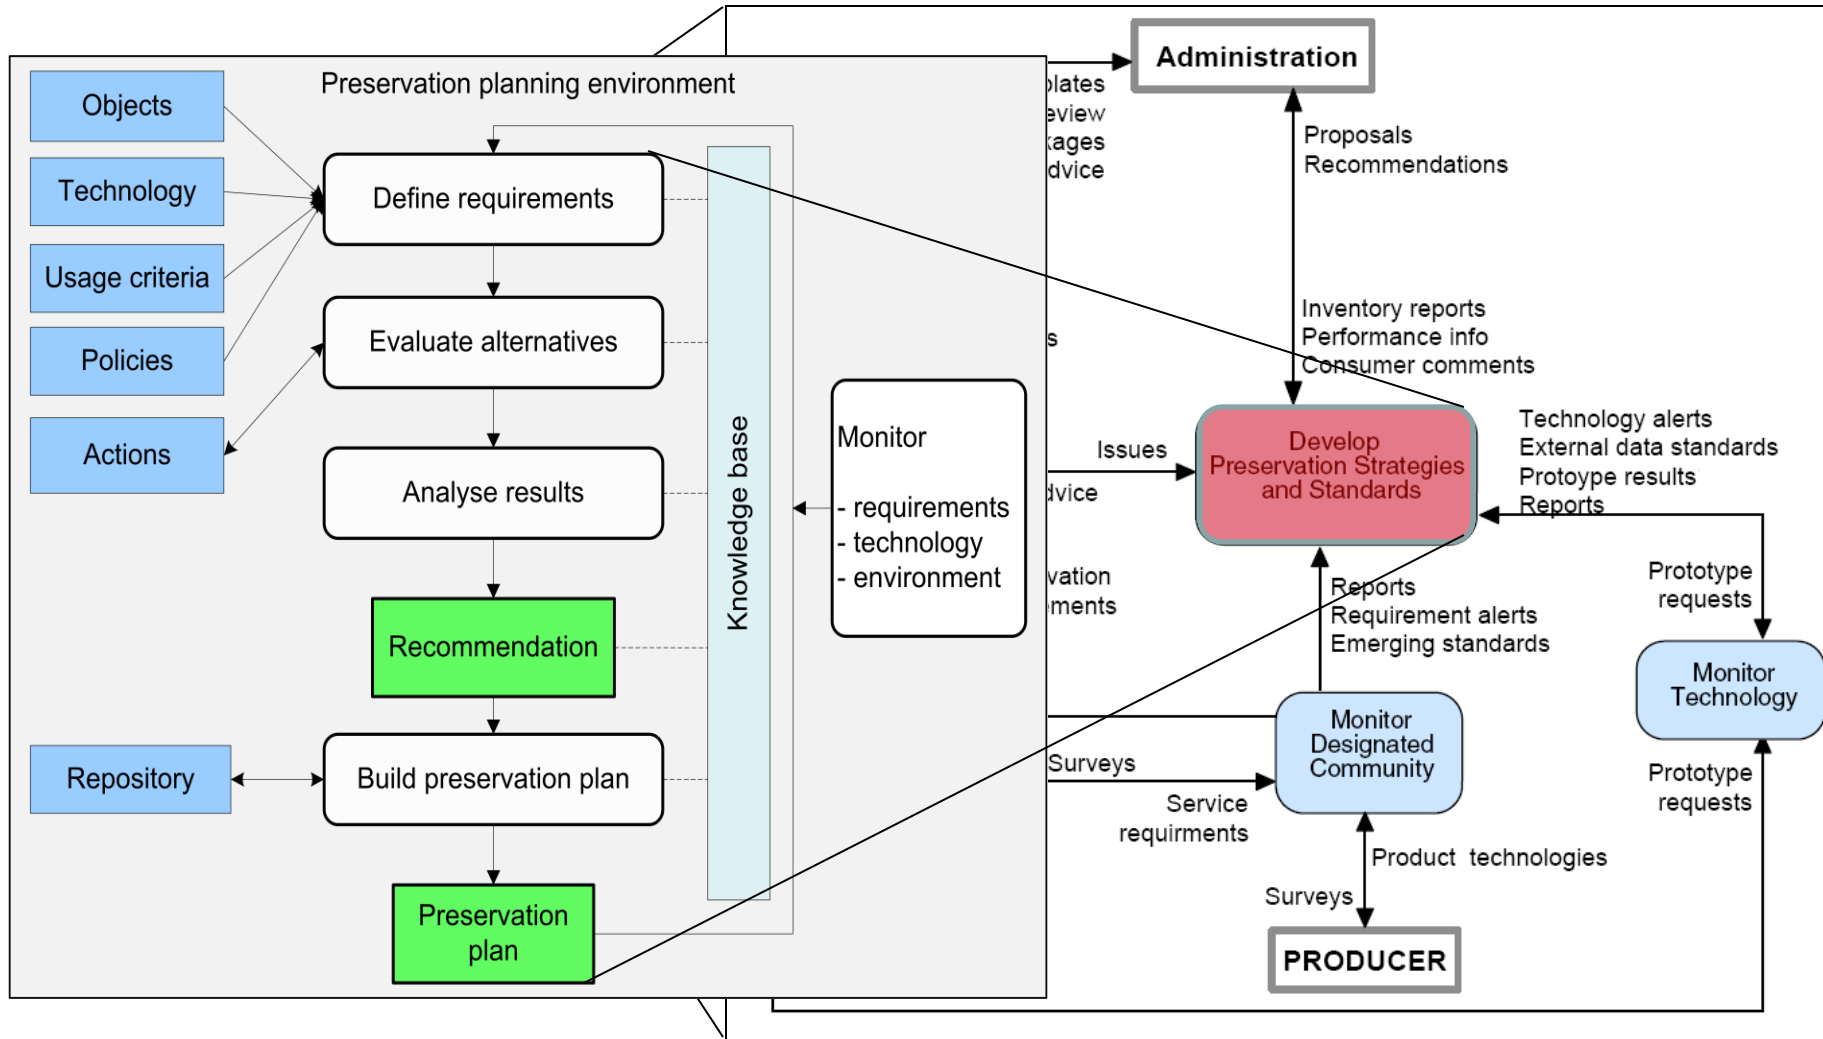 Preservation planning environment
Objects
Technology
Usage criteria
Policies
Actions
Repository
Define requirements
Evaluate alternatives
Analyse results
Recommendation
Build preservation plan
Preservation
plan
Knowledge base
Monitor
- requirements
- technology
- environment
Administration
Proposals
Recommendations
Inventory reports
Performance info
Consumer comments
Issues
Develop
Preservation Strategies
and Standards
Technology alerts
External data standards
Protoype results
Reports
Prototype
requests
Monitor
Technology
Prototype
requests
Reports
Requirement alerts
Emerging standards
Monitor
Designated
Community
Surveys
Service
requirments
Product technologies
Surveys
PRODUCER